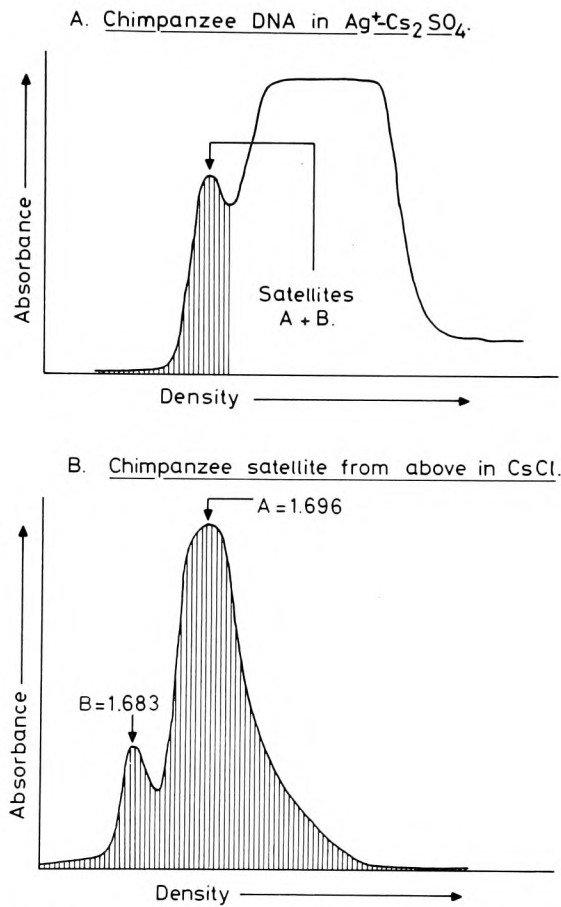 A. Chimpanzee DNA in Ag⁺-Cs₂SO₄.
Absorbance
Satellites
A + B.
Density
B. Chimpanzee satellite from above in CsCl.
A = 1.696
B = 1.683
Absorbance
Density